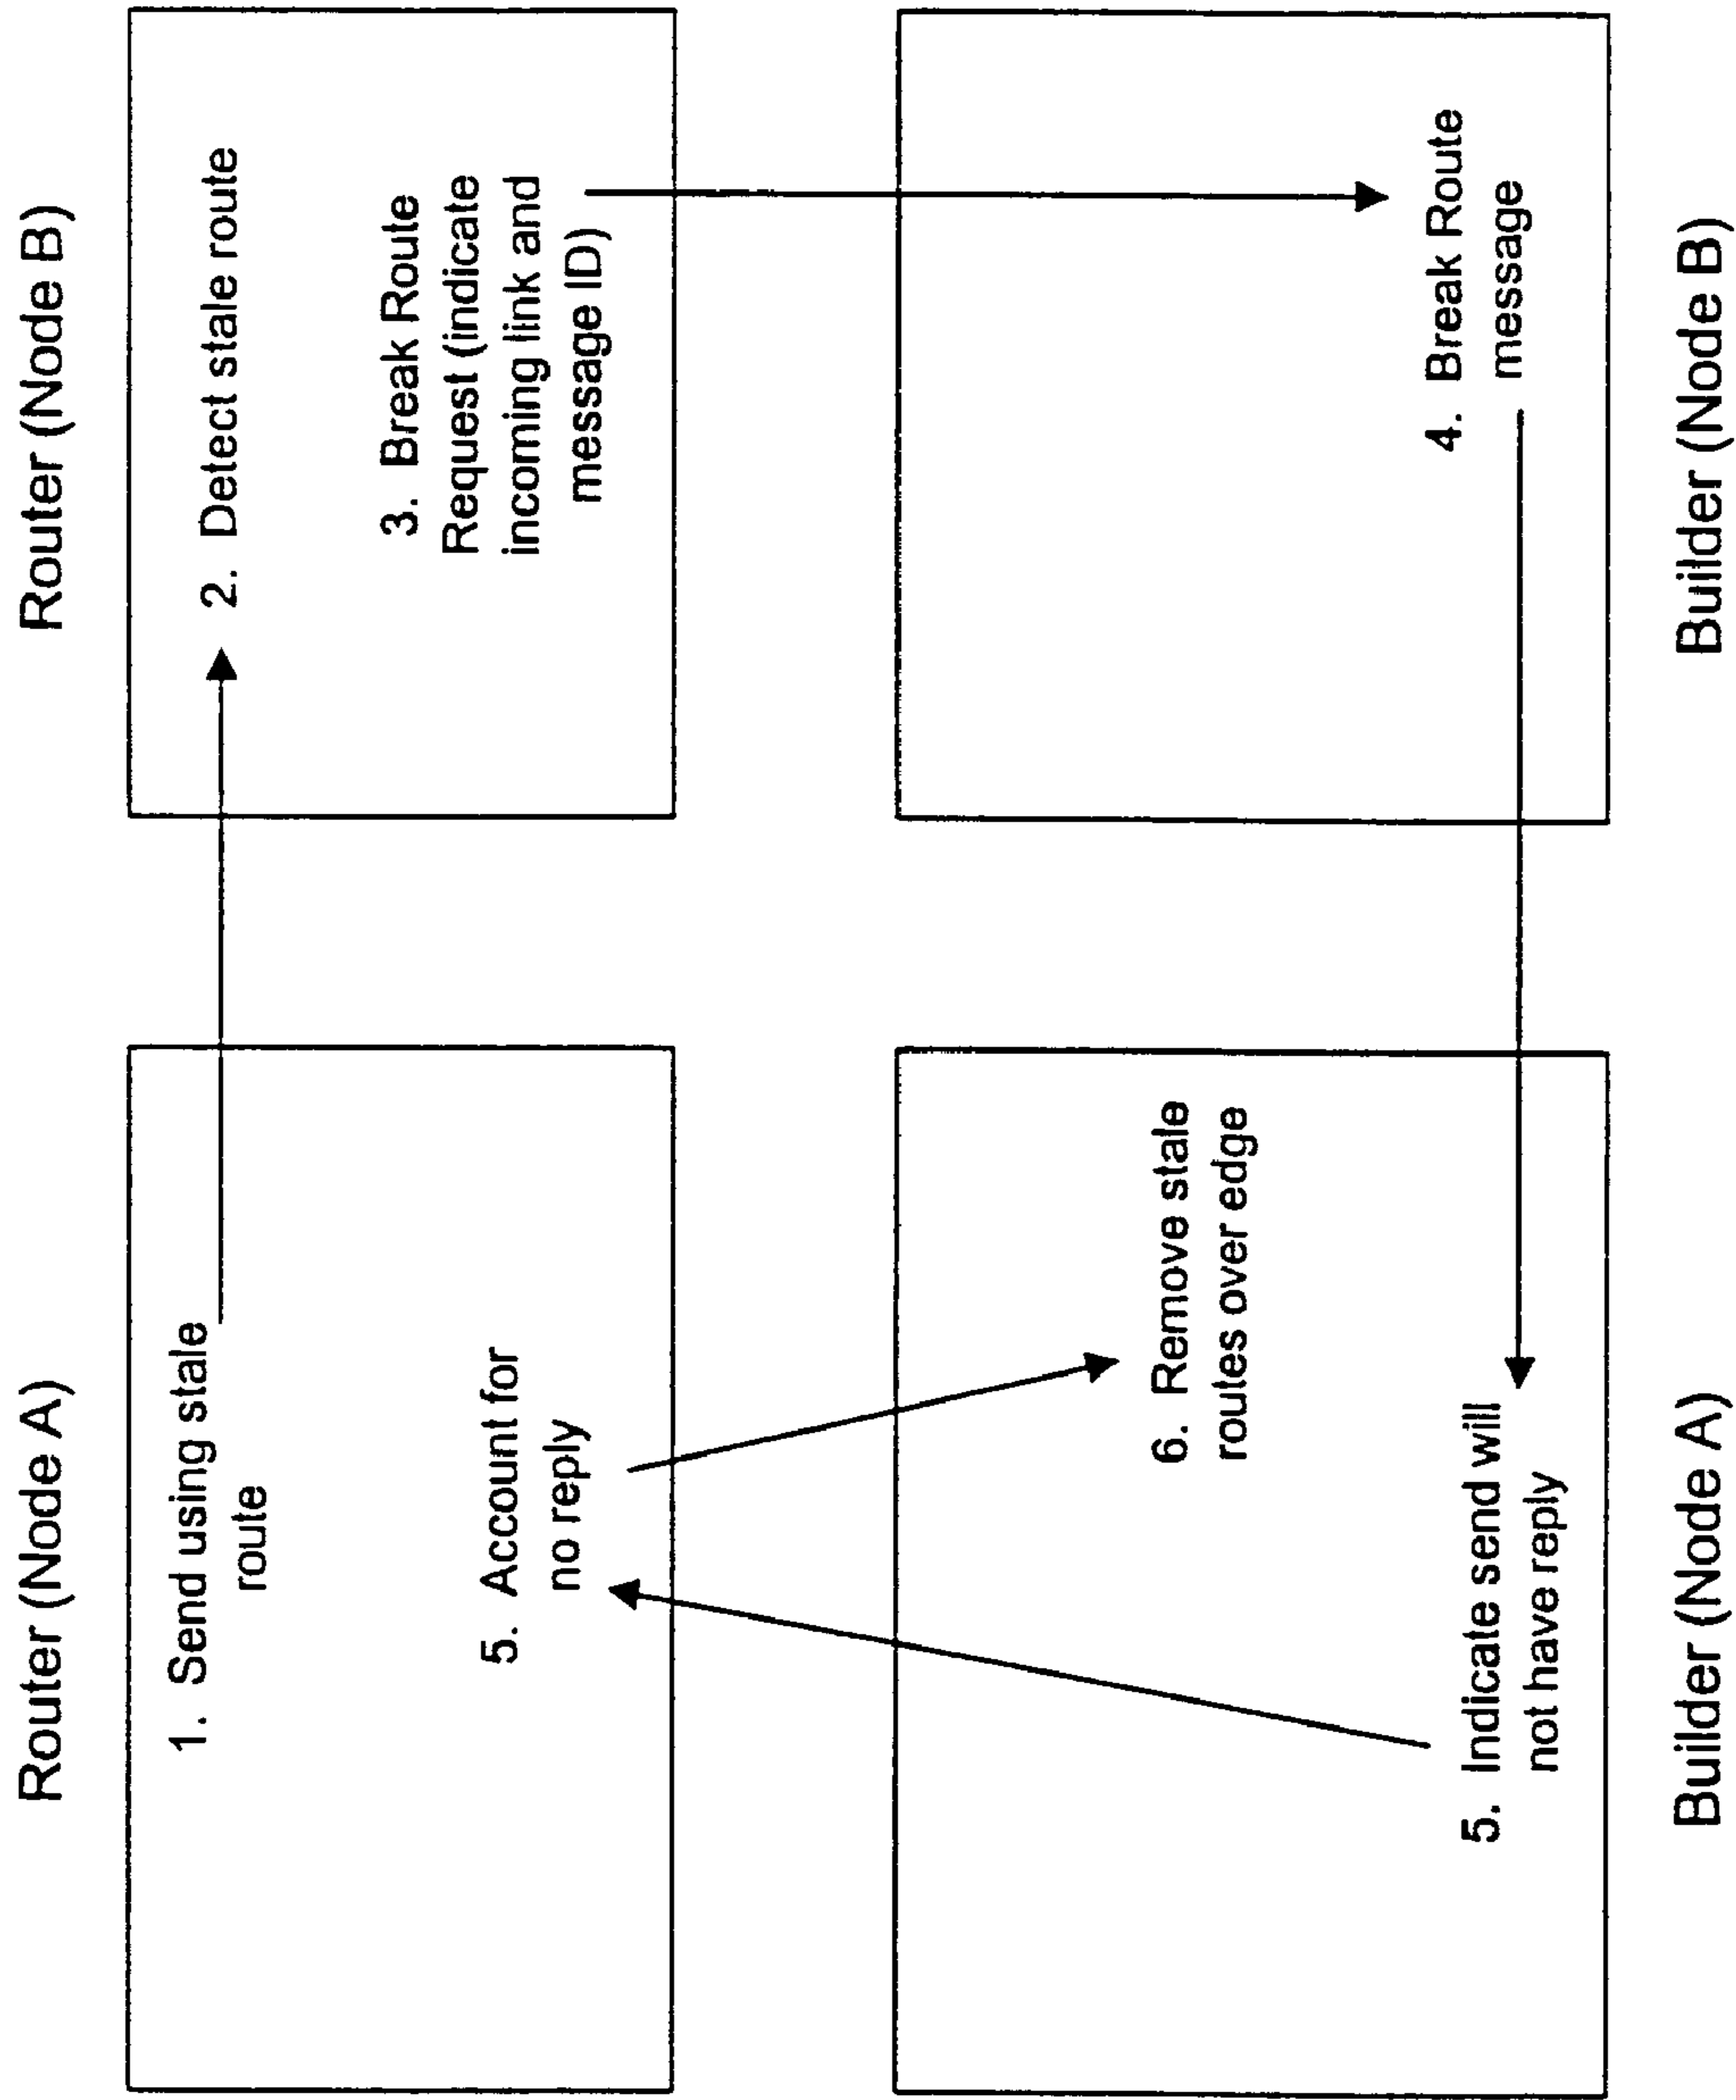 Router (Node A)
Router (Node B)
1. Send using stale
route
2. Detect stale route
5. Account for
no reply
3. Break Route
Request (indicate
incoming link and
message ID)
6. Remove stale
routes over edge
5. Indicate send will
not have reply
4. Break Route
message
Builder (Node A)
Builder (Node B)